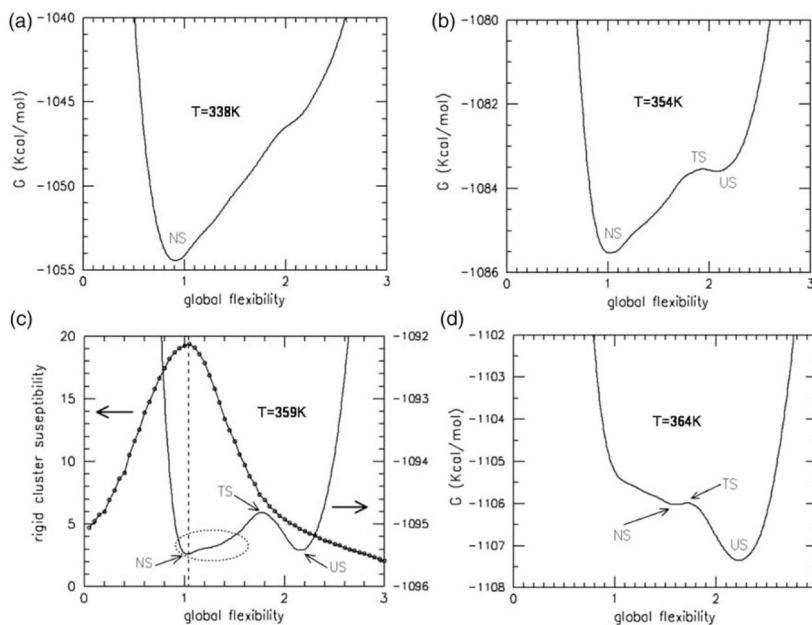 (a)
-1040
-1045
-1050
-1055
G (Kcal/mol)
T=338K
NS
0 1 2 3
global flexibility
(b)
-1080
-1082
-1084
-1086
G (Kcal/mol)
T=354K
TS
US
NS
0 1 2 3
global flexibility
(c)
20
15
10
5
0
rigid cluster suseptibility
T=359K
TS
NS
US
-1092
-1093
-1094
-1095
-1096
0 1 2 3
global flexibility
(d)
-1102
-1103
-1104
-1105
-1106
-1107
-1108
G (Kcal/mol)
T=364K
TS
NS
US
0 1 2 3
global flexibility